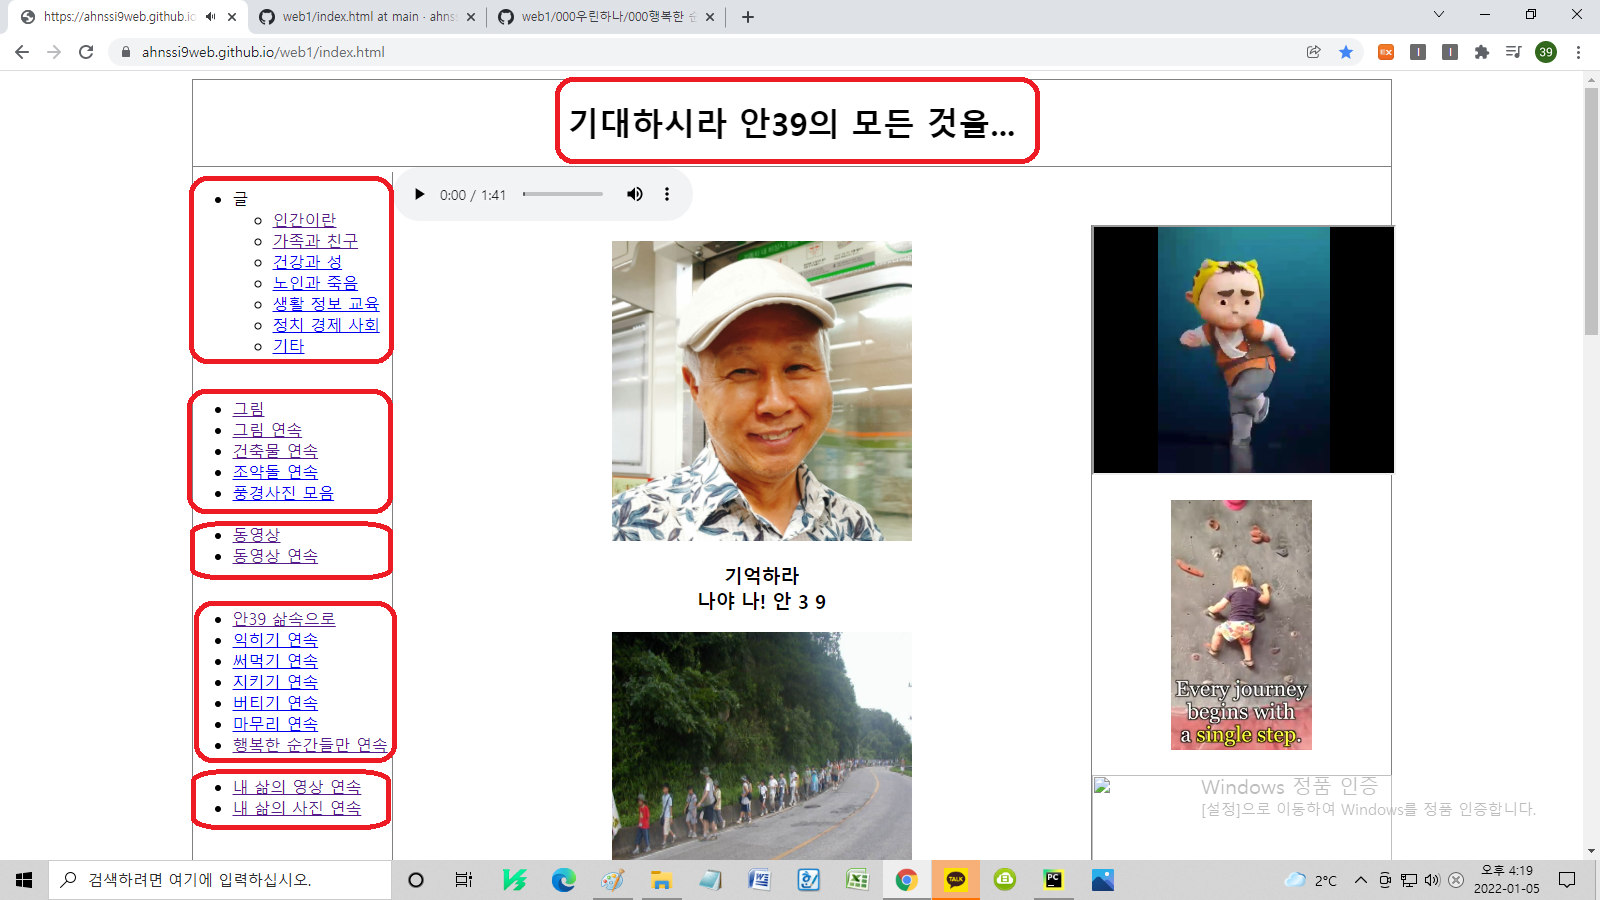 https://ahnssi9web.github.io
web1/index.html at main · ahnss
web1/000우린하나/000행복한 순
ahnssi9web.github.io/web1/index.html
39
기대하시라 안39의 모든 것을...
0:00 / 1:41
글
인간이란
가족과 친구
건강과 성
노인과 죽음
생활 정보 교육
정치 경제 사회
기타
그림
그림 연속
건축물 연속
조약돌 연속
풍경사진 모음
동영상
동영상 연속
안39 삶속으로
익히기 연속
써먹기 연속
지키기 연속
버티기 연속
마무리 연속
행복한 순간들만 연속
내 삶의 영상 연속
내 삶의 사진 연속
기억하라
나야 나! 안 3 9
Every journey
begins with
a single step.
Windows 정품 인증
[설정]으로 이동하여 Windows를 정품 인증합니다.
검색하려면 여기에 입력하십시오.
TALK
PC
2°C
오후 4:19
2022-01-05